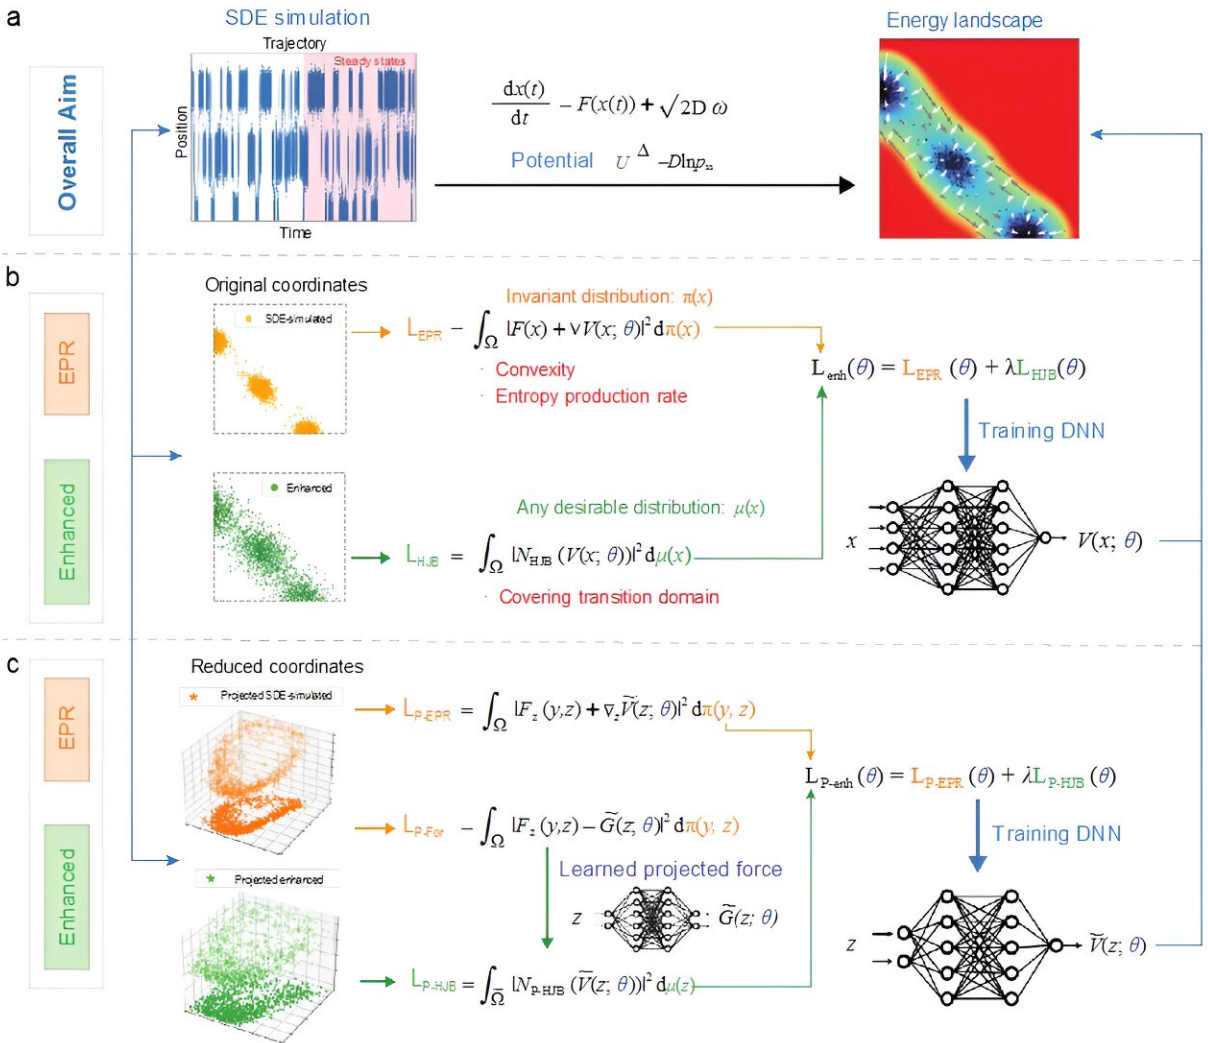 a
SDE simulation
Energy landscape
Overall Aim
Trajectory
Steady states
Position
Time
dx(t)/dt – F(x(t)) + √2D ω
Potential U Δ –Dlnp_ss
b
Original coordinates
EPR
Enhanced
SDE-simulated
Invariant distribution: π(x)
L_EPR – ∫_Ω |F(x) + ∨V(x; θ)|² dπ(x)
· Convexity
· Entropy production rate
L_enh(θ) = L_EPR (θ) + λL_HJB(θ)
Training DNN
Enhanced
Any desirable distribution: μ(x)
L_HJB = ∫_Ω |N_HJB (V(x; θ))|² dμ(x)
· Covering transition domain
x
V(x; θ)
c
Reduced coordinates
EPR
Enhanced
Projected SDE-simulated
L_P-EPR = ∫_Ω |F_z (y,z) + ∇_zṼ(z; θ)|² dπ(y, z)
L_P-enh(θ) = L_P-EPR (θ) + λL_P-HJB (θ)
L_P-For – ∫_Ω |F_z (y,z) – G̃(z; θ)|² dπ(y, z)
Training DNN
Learned projected force
Projected enhanced
z
G̃(z; θ)
z
Ṽ(z; θ)
L_P-HJB = ∫_Ω̃ |N_P-HJB (Ṽ(z; θ))|² dμ(z)